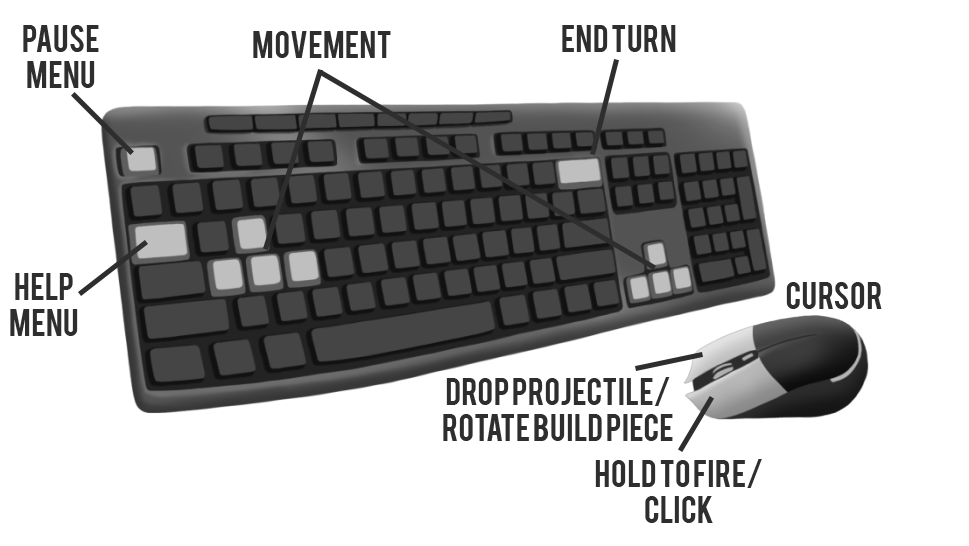 PAUSE
MENU
MOVEMENT
END TURN
HELP
MENU
CURSOR
DROP PROJECTILE/
ROTATE BUILD PIECE
HOLD TO FIRE/
CLICK